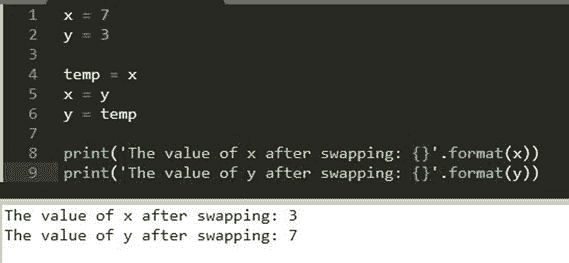 1 x = 7
2 y = 3
3
4 temp = x
5 x = y
6 y = temp
7
8 print('The value of x after swapping: {}'.format(x))
9 print('The value of y after swapping: {}'.format(y))
The value of x after swapping: 3
The value of y after swapping: 7